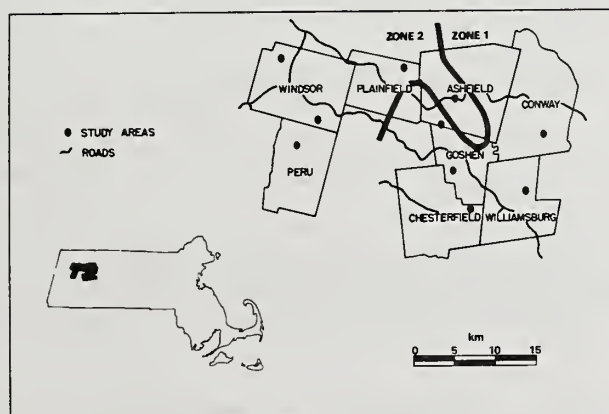 ZONE 2 ZONE 1
WINDSOR
PLAINFIELD
ASHFIELD
CONWAY
STUDY AREAS
ROADS
GOSHEN
PERU
CHESTERFIELD
WILLIAMSBURG
km
0 5 10 15